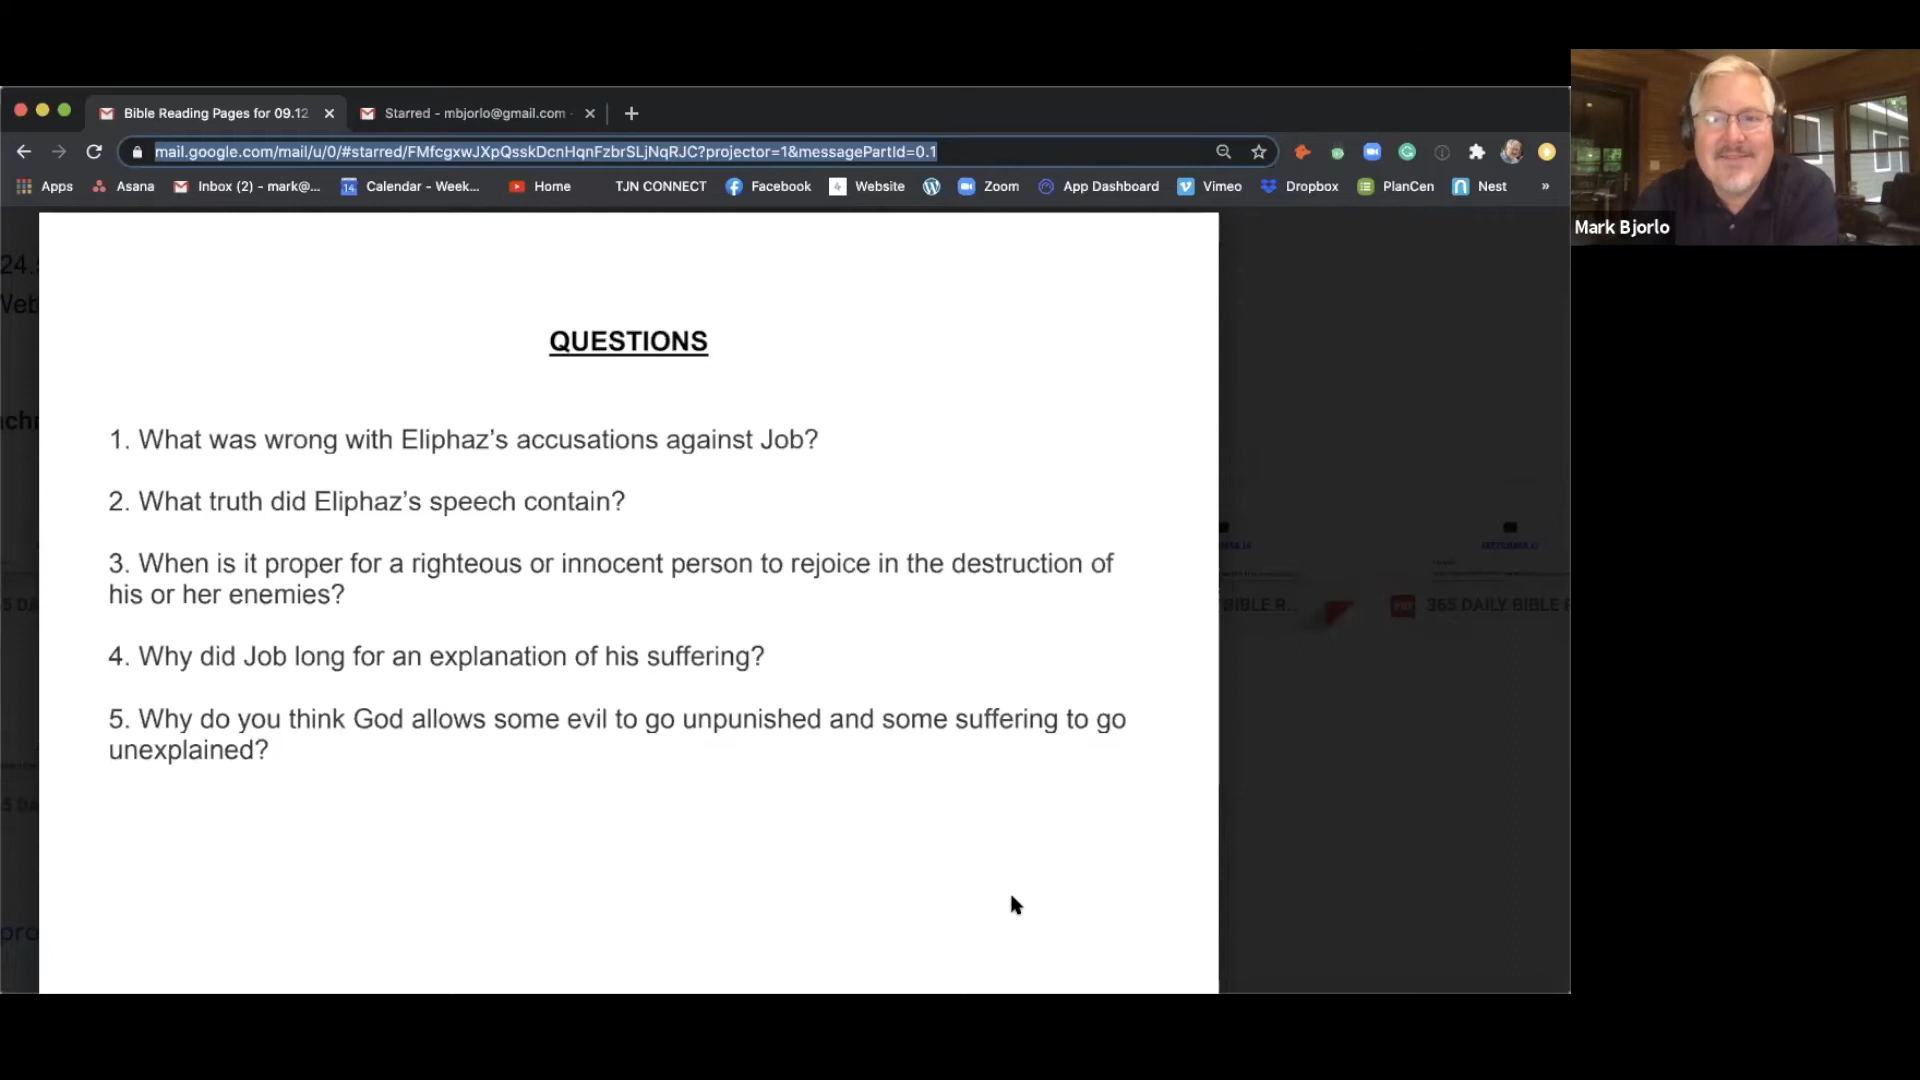 Bible Reading Pages for 09.12
Starred - mbjorlo@gmail.com -
mail.google.com/mail/u/0/#starred/FMfcgxwJXpQsskDcnHqnFzbrSLjNqRJC?projector=1&messagePartId=0.1
Apps Asana Inbox (2) - mark@... 14 Calendar - Week... Home TJN CONNECT Facebook Website Zoom App Dashboard Vimeo Dropbox PlanCen Nest »
Mark Bjorlo
QUESTIONS
1. What was wrong with Eliphaz’s accusations against Job?
2. What truth did Eliphaz’s speech contain?
3. When is it proper for a righteous or innocent person to rejoice in the destruction of
his or her enemies?
4. Why did Job long for an explanation of his suffering?
5. Why do you think God allows some evil to go unpunished and some suffering to go
unexplained?
BIBLE R...
365 DAILY BIBLE